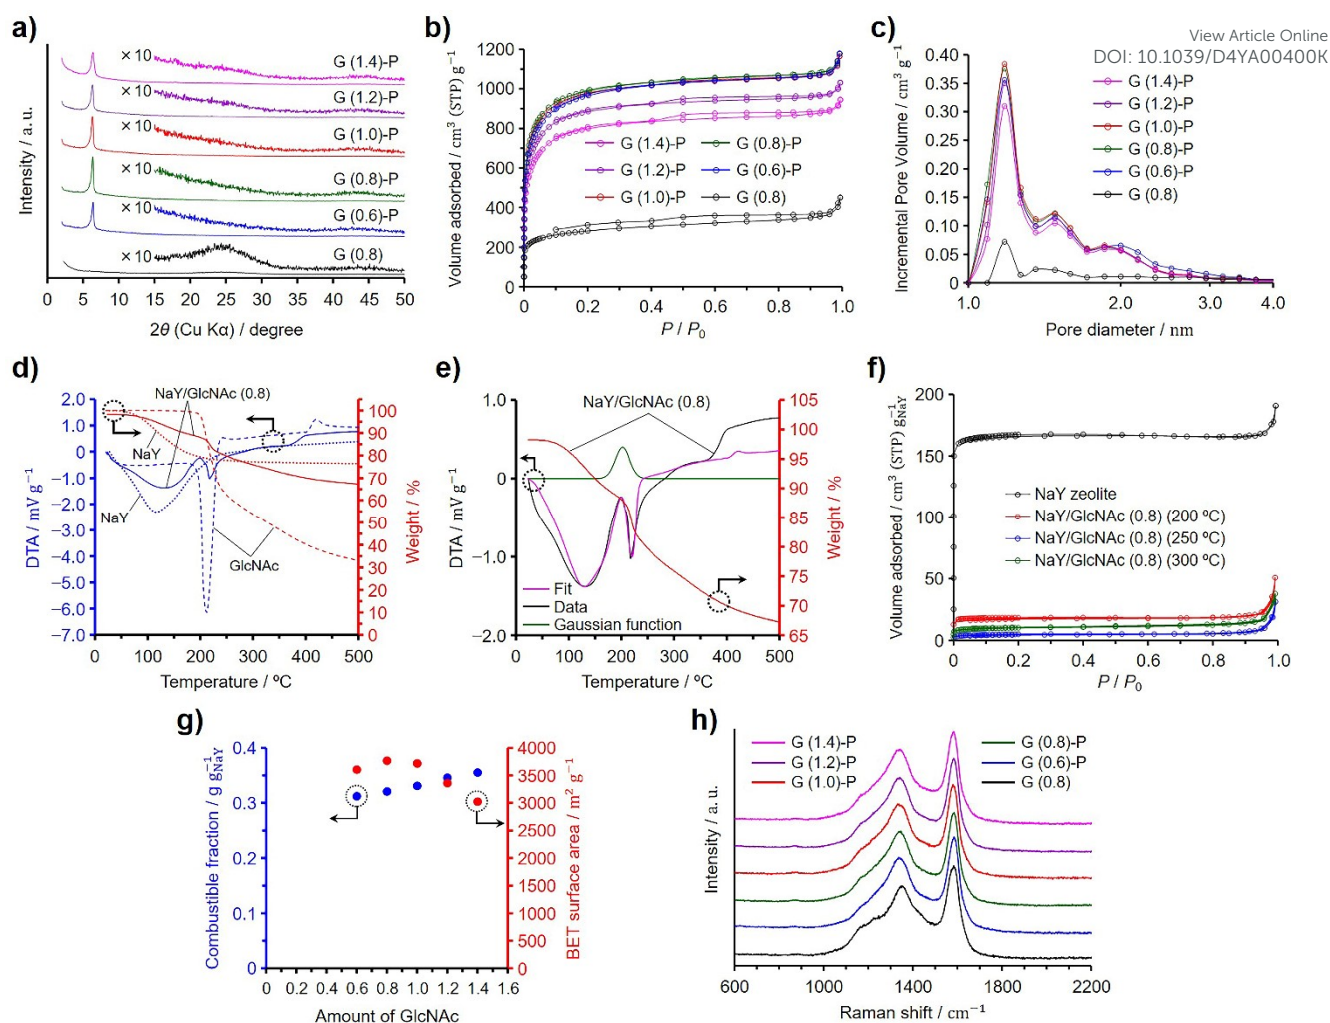 View Article Online
DOI: 10.1039/D4YA00400K
a)
Intensity / a.u.
× 10
G (1.4)-P
× 10
G (1.2)-P
× 10
G (1.0)-P
× 10
G (0.8)-P
× 10
G (0.6)-P
× 10
G (0.8)
0 5 10 15 20 25 30 35 40 45 50
2θ (Cu Kα) / degree
b)
Volume adsorbed / cm³ (STP) g⁻¹
1200
1000
900
800
600
400
200
0
G (1.4)-P
G (0.8)-P
G (1.2)-P
G (0.6)-P
G (1.0)-P
G (0.8)
0 0.2 0.4 0.6 0.8 1.0
P / P₀
c)
Incremental Pore Volume / cm³ g⁻¹
0.40
0.35
0.30
0.25
0.20
0.15
0.10
0.05
0.00
G (1.4)-P
G (1.2)-P
G (1.0)-P
G (0.8)-P
G (0.6)-P
G (0.8)
1.0 2.0 3.0 4.0
Pore diameter / nm
d)
DTA / mV g⁻¹
2.0
1.0
0
−1.0
−2.0
−3.0
−4.0
−5.0
−6.0
−7.0
NaY/GlcNAc (0.8)
NaY
NaY
GlcNAc
100
90
80
70
60
50
40
30
20
10
0
Weight / %
0 100 200 300 400 500
Temperature / ºC
e)
DTA / mV g⁻¹
1.0
0
−1.0
−2.0
NaY/GlcNAc (0.8)
Fit
Data
Gaussian function
105
100
95
90
85
80
75
70
65
Weight / %
0 100 200 300 400 500
Temperature / ºC
f)
Volume adsorbed / cm³ (STP) g⁻¹NaY
200
150
100
50
0
NaY zeolite
NaY/GlcNAc (0.8) (200 ºC)
NaY/GlcNAc (0.8) (250 ºC)
NaY/GlcNAc (0.8) (300 ºC)
0 0.2 0.4 0.6 0.8 1.0
P / P₀
g)
Combustible fraction / g g⁻¹NaY
0.4
0.3
0.2
0.1
0
4000
3500
3000
2500
2000
1500
1000
500
0
BET surface area / m² g⁻¹
0 0.2 0.4 0.6 0.8 1.0 1.2 1.4 1.6
Amount of GlcNAc
h)
Intensity / a.u.
G (1.4)-P
G (0.8)-P
G (1.2)-P
G (0.6)-P
G (1.0)-P
G (0.8)
600 1000 1400 1800 2200
Raman shift / cm⁻¹